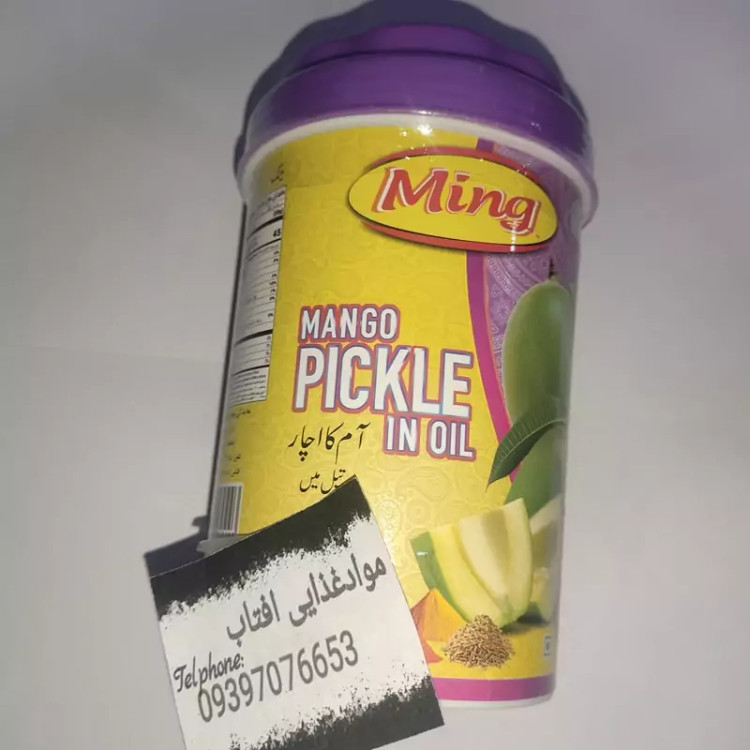 Ming
MANGO
PICKLE
IN OIL
آم کا اچار
تیل میں
موادغذایی افتاب
Telphone:
09397076653